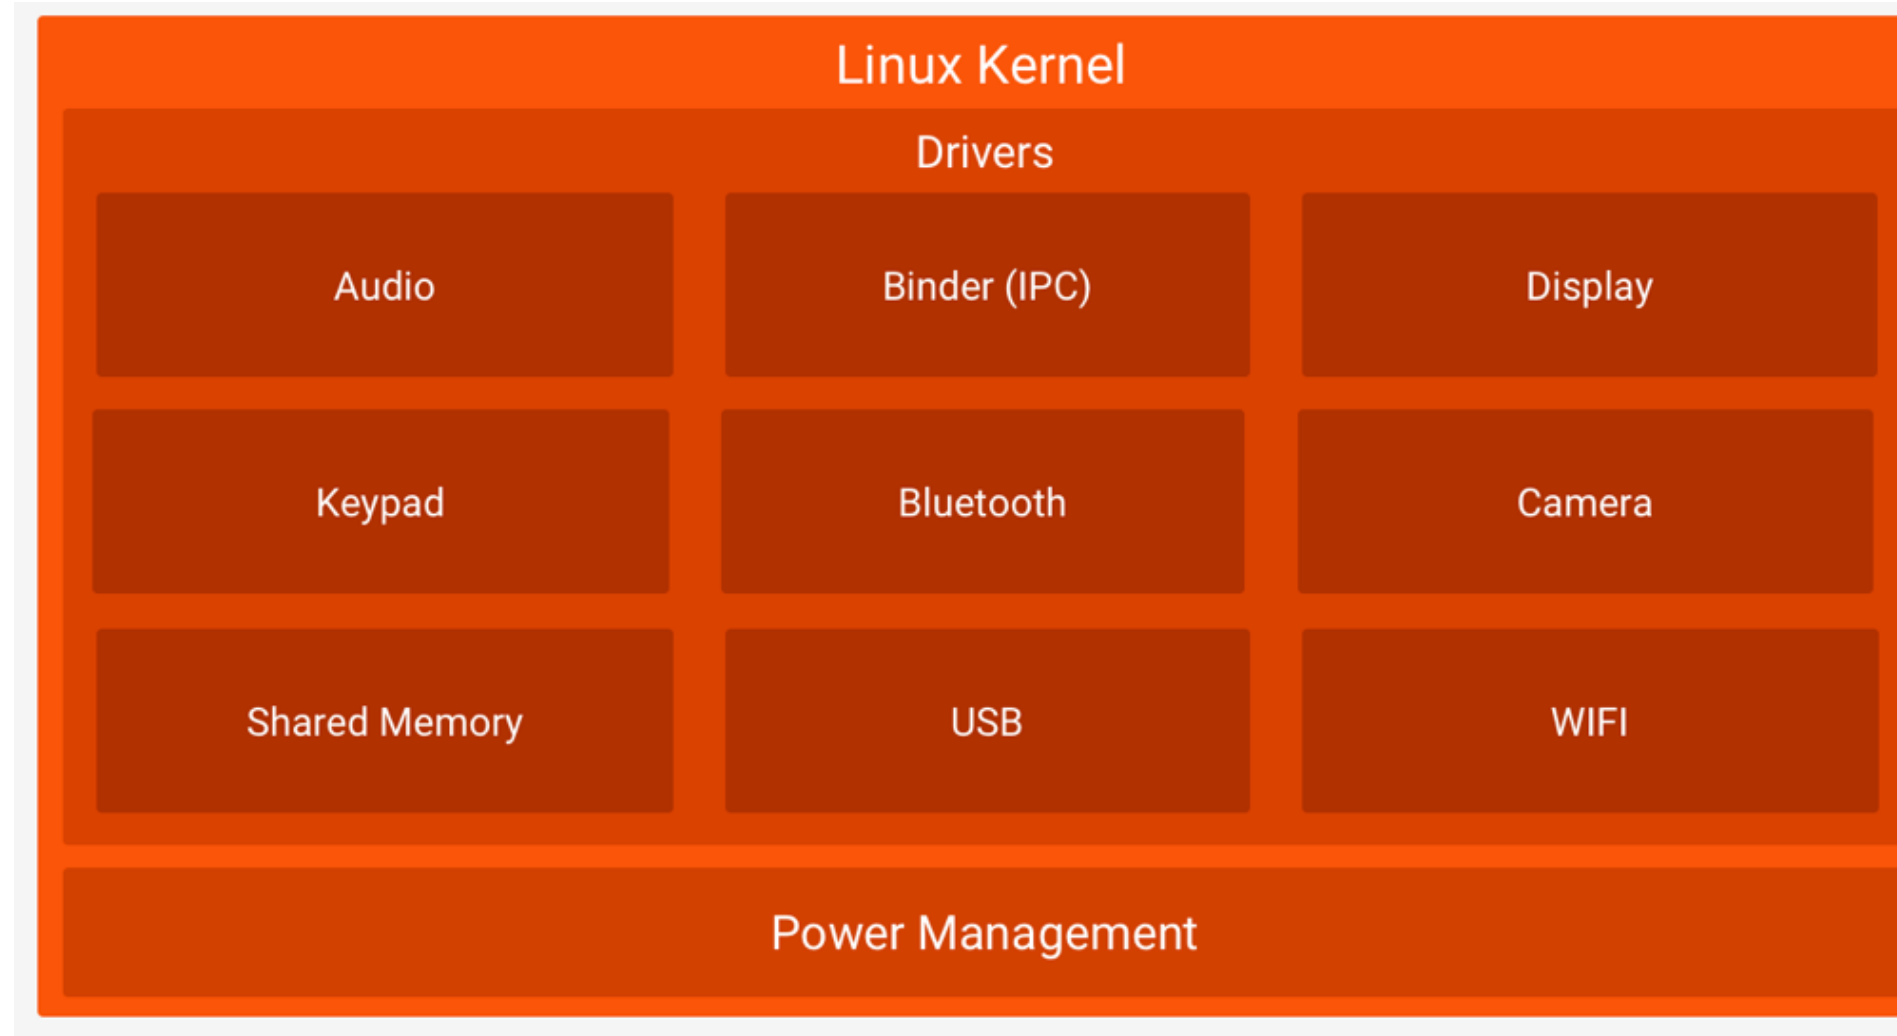 Linux Kernel
Drivers
Audio
Binder (IPC)
Display
Keypad
Bluetooth
Camera
Shared Memory
USB
WIFI
Power Management